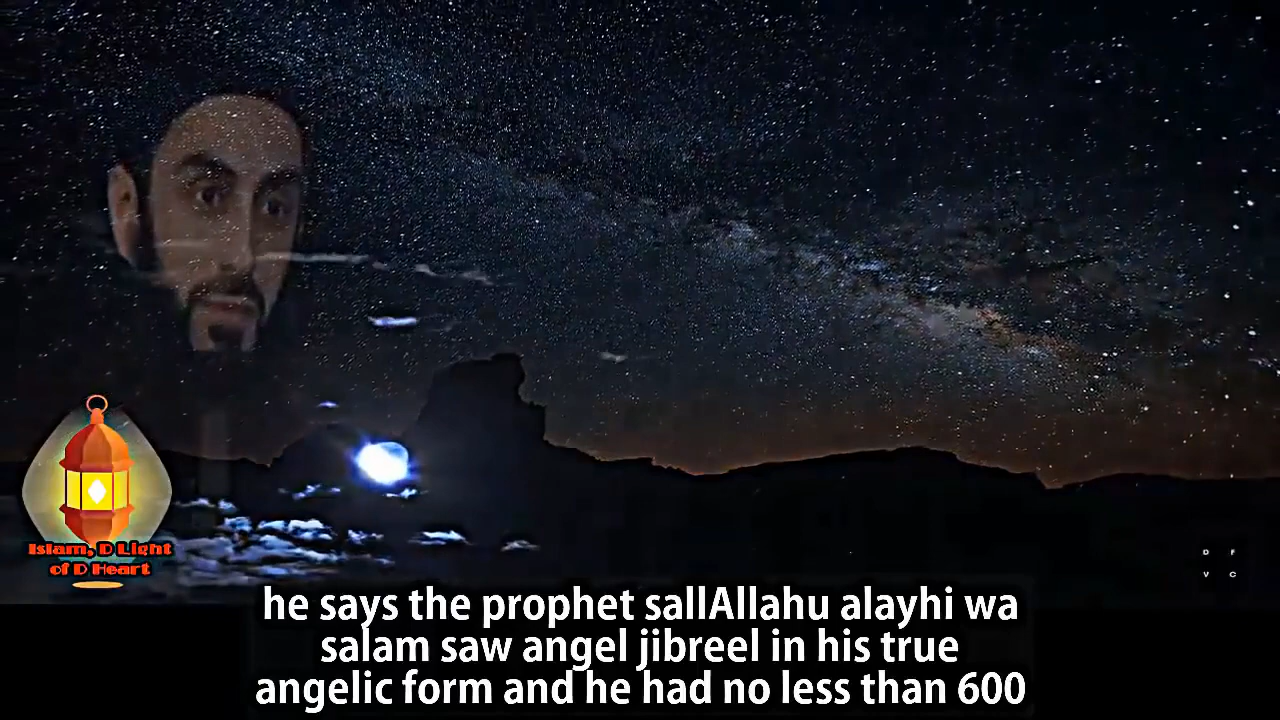 Islam, D Light
of D Heart
D F
V C
he says the prophet sallAllahu alayhi wa
salam saw angel jibreel in his true
angelic form and he had no less than 600